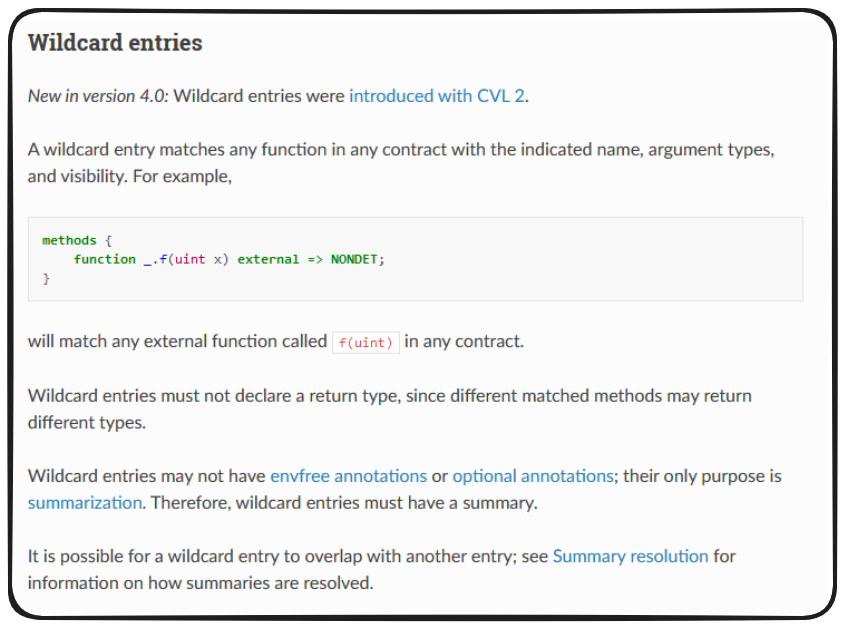 Wildcard entries
New in version 4.0: Wildcard entries were introduced with CVL 2.
A wildcard entry matches any function in any contract with the indicated name, argument types,
and visibility. For example,
methods {
    function _.f(uint x) external => NONDET;
}
will match any external function called f(uint) in any contract.
Wildcard entries must not declare a return type, since different matched methods may return
different types.
Wildcard entries may not have envfree annotations or optional annotations; their only purpose is
summarization. Therefore, wildcard entries must have a summary.
It is possible for a wildcard entry to overlap with another entry; see Summary resolution for
information on how summaries are resolved.